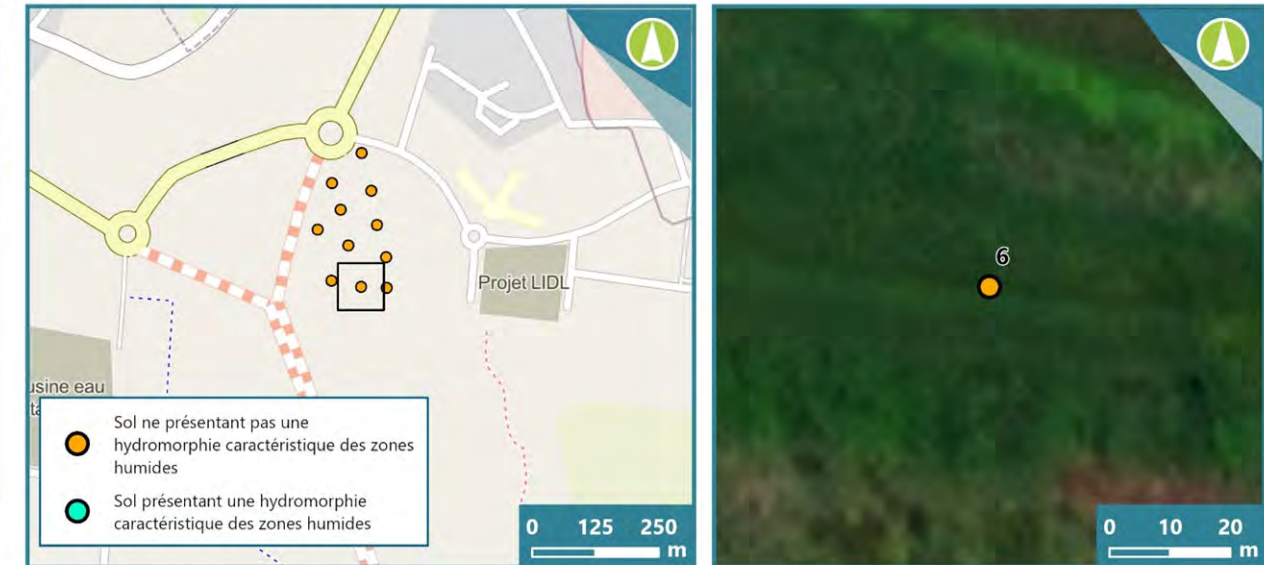 Projet LIDL
usine eau
Sol ne présentant pas une
hydromorphie caractéristique des zones
humides
Sol présentant une hydromorphie
caractéristique des zones humides
0 125 250
m
6
0 10 20
m